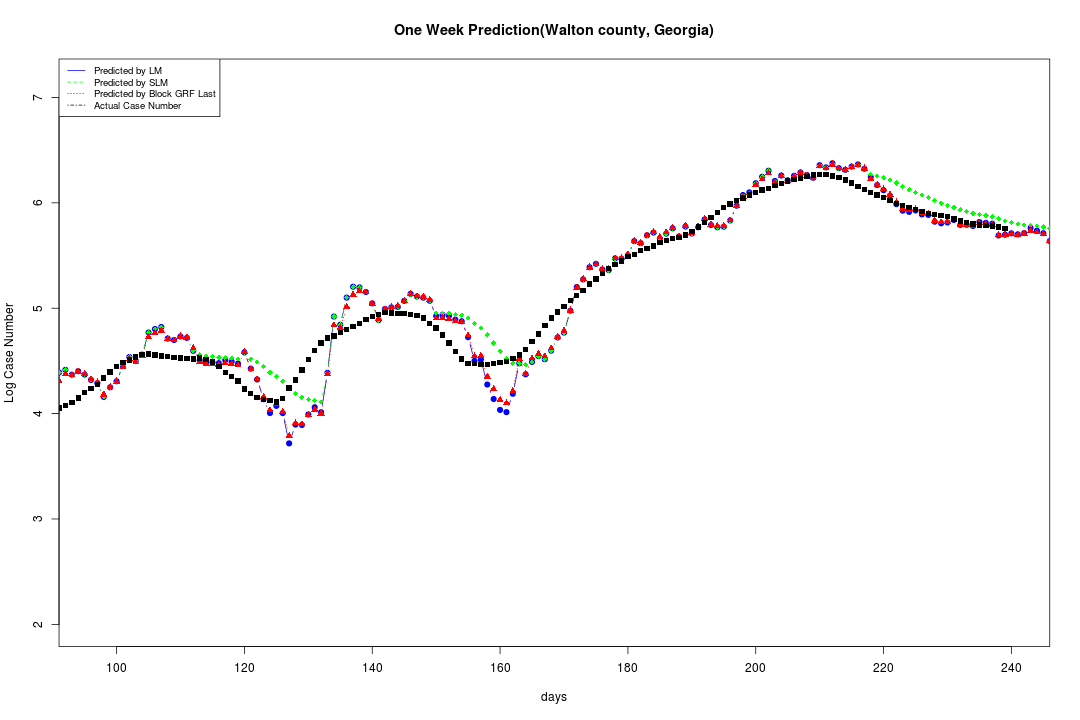 One Week Prediction(Walton county, Georgia)
Predicted by LM
Predicted by SLM
Predicted by Block GRF Last
Actual Case Number
7
6
5
4
3
2
Log Case Number
100 120 140 160 180 200 220 240
days